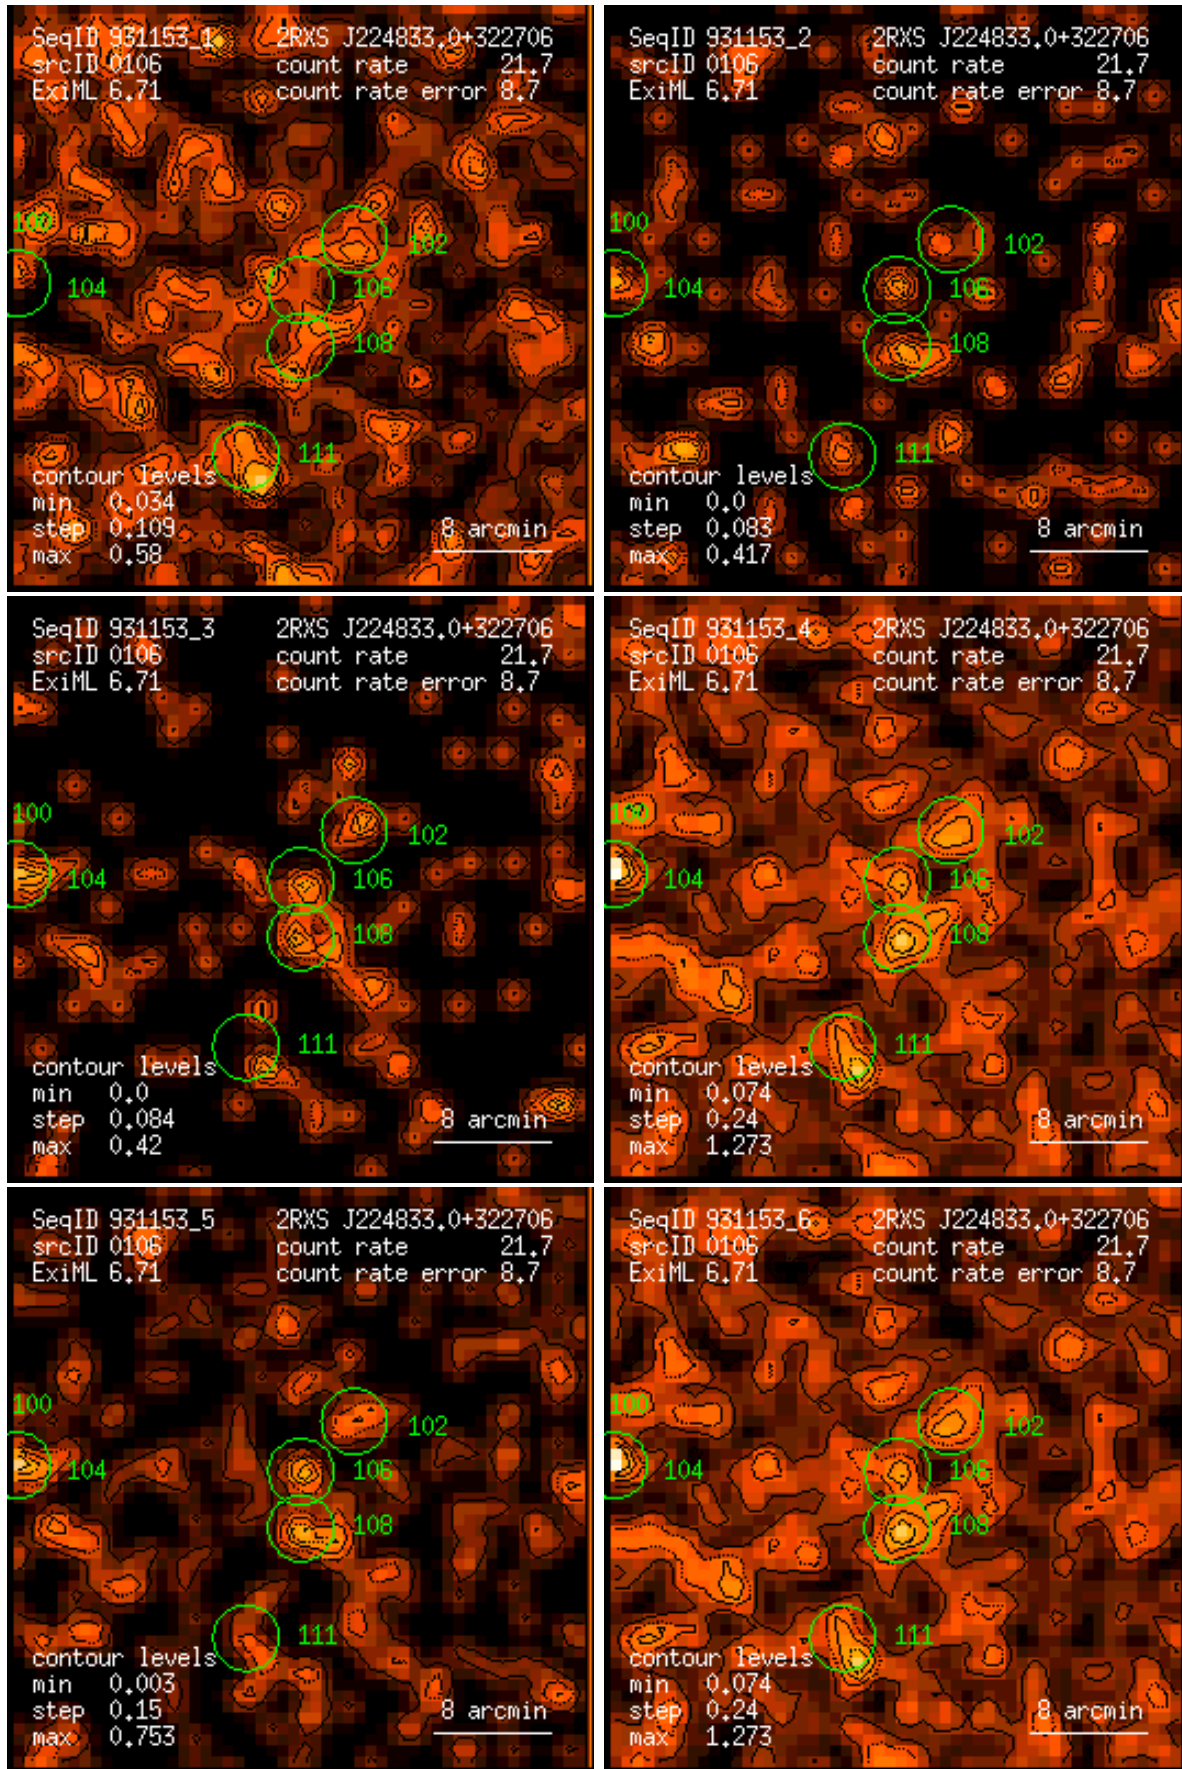 SeqID 931153_1 2RXS J224833.0+322706
srcID 0106 count rate 21.7
ExiML 6.71 count rate error 8.7
100
102
104
106
108
111
contour levels
min 0.034
step 0.109
max 0.58
8 arcmin
SeqID 931153_2 2RXS J224833.0+322706
srcID 0106 count rate 21.7
ExiML 6.71 count rate error 8.7
100
102
104
106
108
111
contour levels
min 0.0
step 0.083
max 0.417
8 arcmin
SeqID 931153_3 2RXS J224833.0+322706
srcID 0106 count rate 21.7
ExiML 6.71 count rate error 8.7
100
102
104
106
108
111
contour levels
min 0.0
step 0.084
max 0.42
8 arcmin
SeqID 931153_4 2RXS J224833.0+322706
srcID 0106 count rate 21.7
ExiML 6.71 count rate error 8.7
100
102
104
106
108
111
contour levels
min 0.074
step 0.24
max 1.273
8 arcmin
SeqID 931153_5 2RXS J224833.0+322706
srcID 0106 count rate 21.7
ExiML 6.71 count rate error 8.7
100
102
104
106
108
111
contour levels
min 0.003
step 0.15
max 0.753
8 arcmin
SeqID 931153_6 2RXS J224833.0+322706
srcID 0106 count rate 21.7
ExiML 6.71 count rate error 8.7
100
102
104
106
108
111
contour levels
min 0.074
step 0.24
max 1.273
8 arcmin